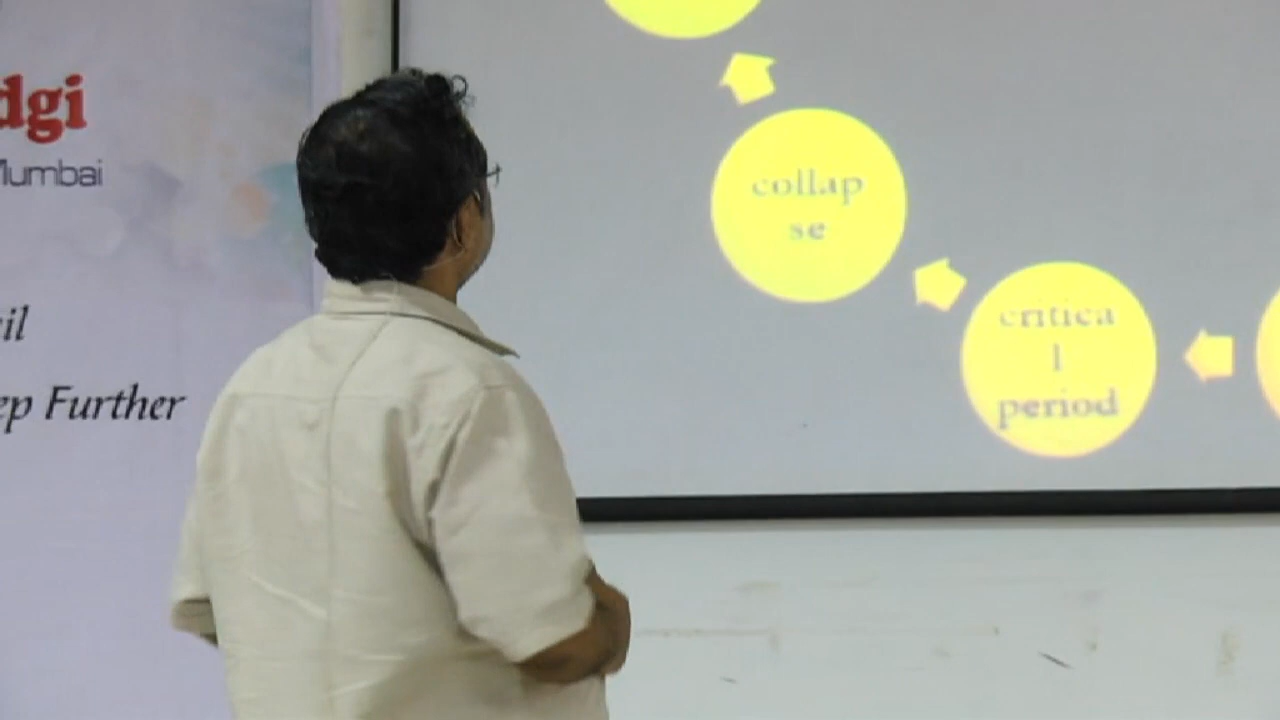 dgi
Mumbai
il
ep Further
collap
se
critica
l
period